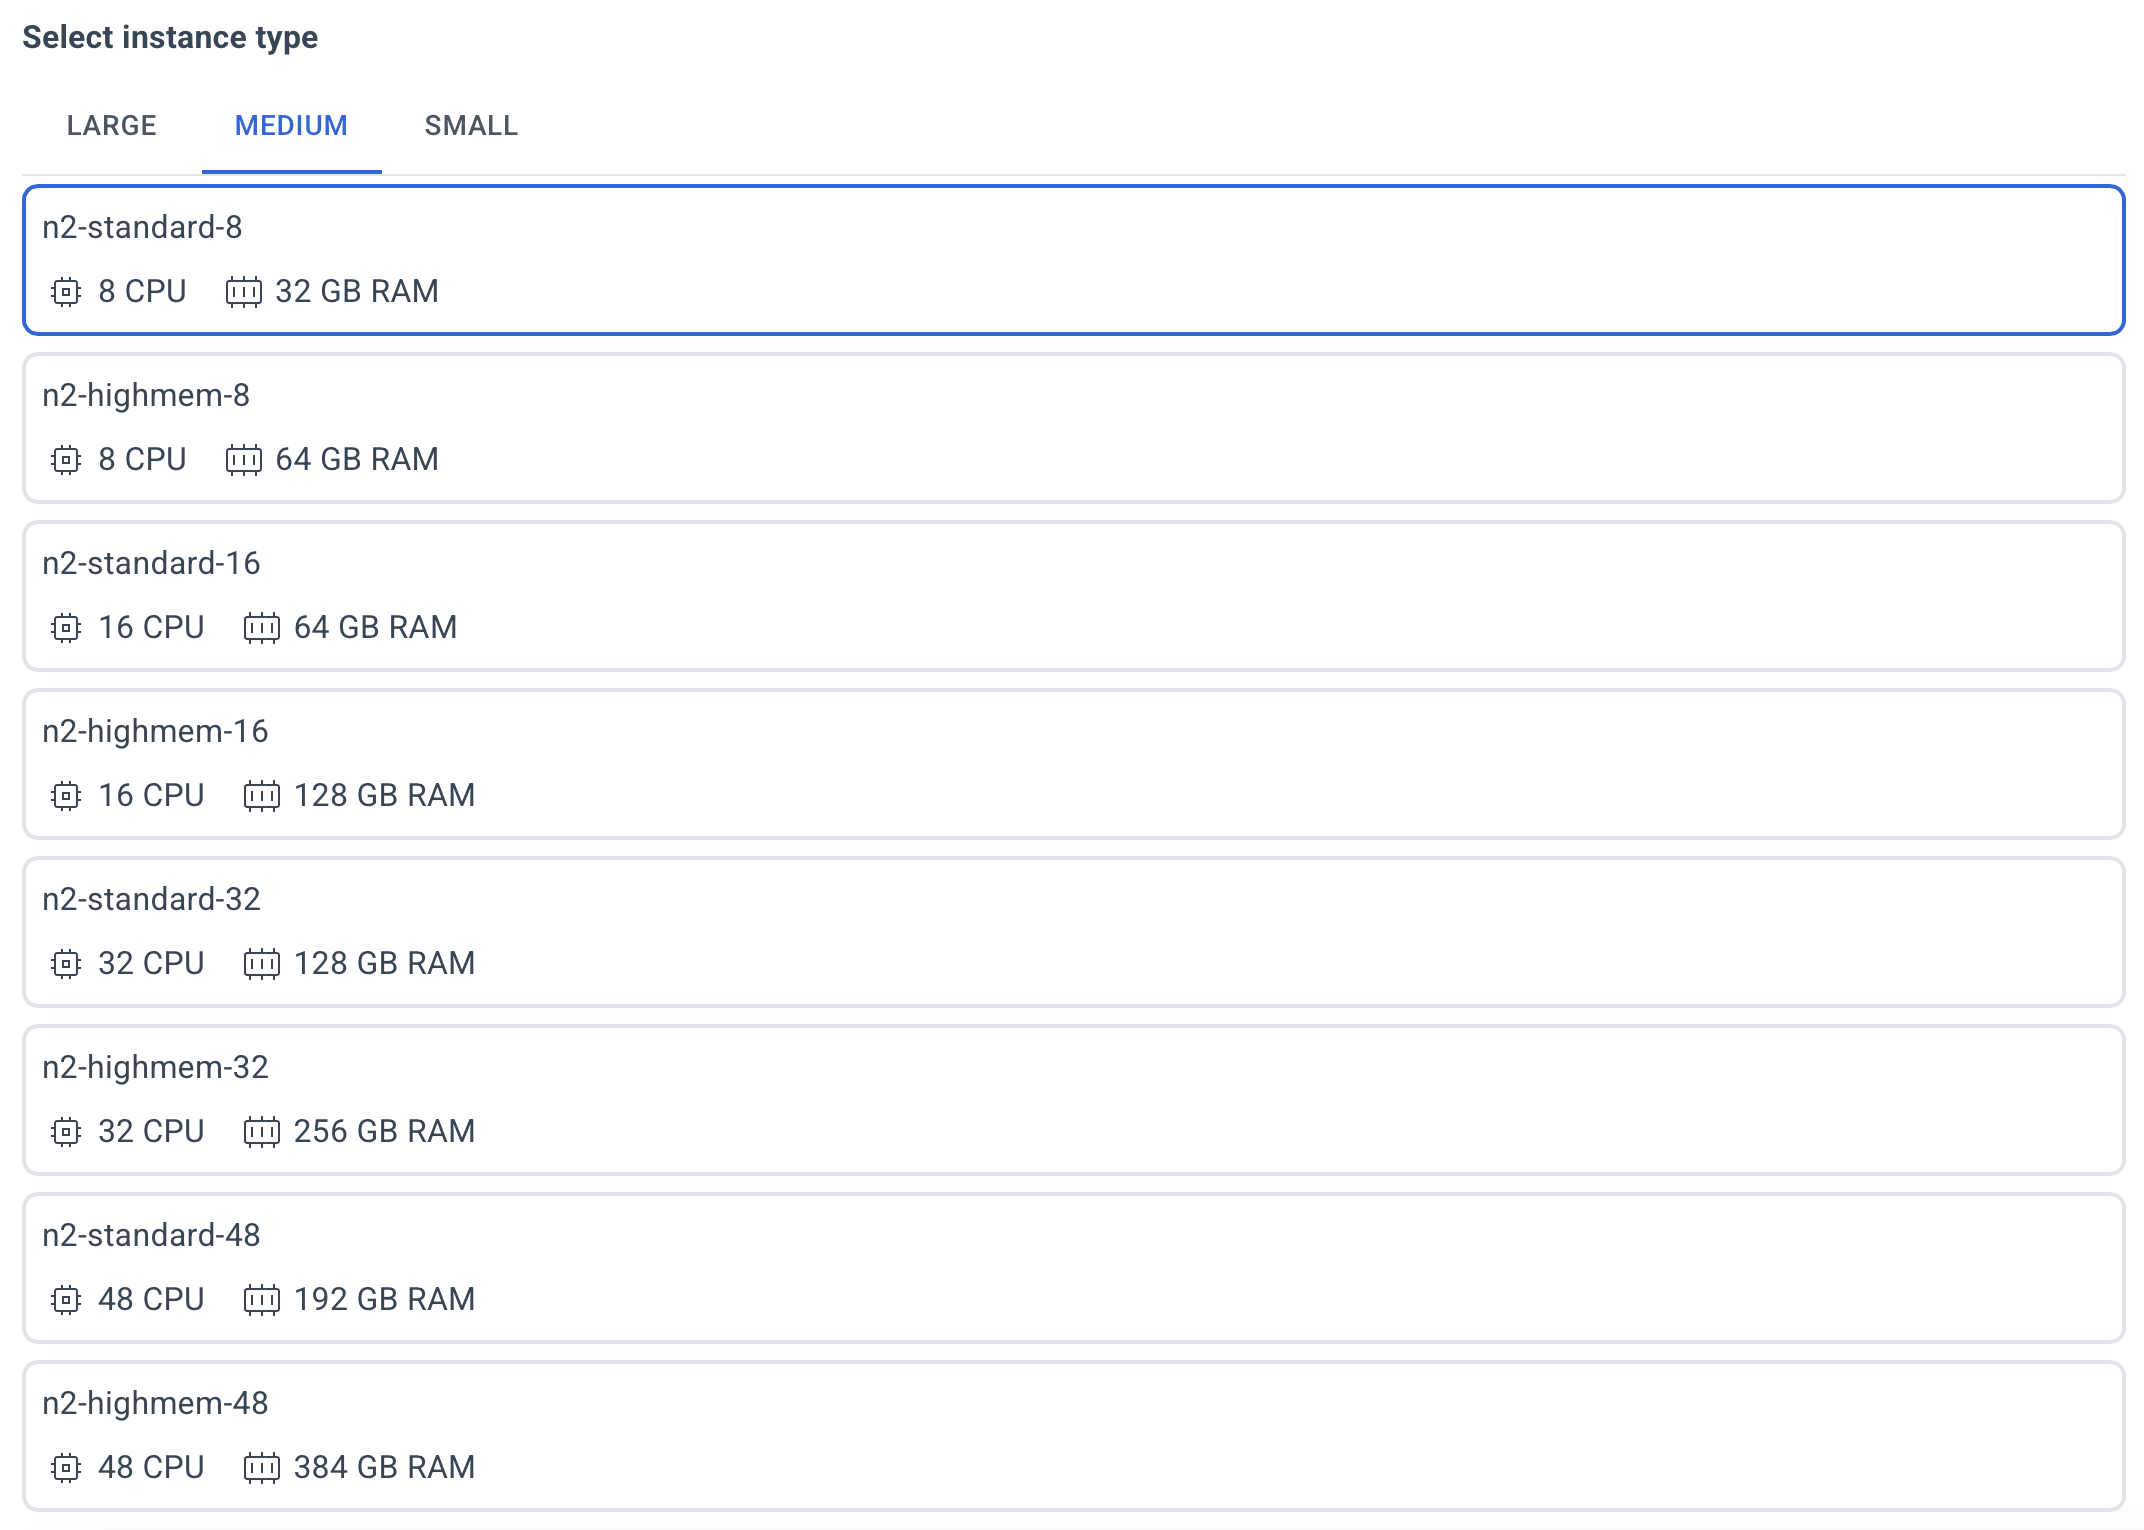 Select instance type
LARGE MEDIUM SMALL
n2-standard-8
8 CPU 32 GB RAM
n2-highmem-8
8 CPU 64 GB RAM
n2-standard-16
16 CPU 64 GB RAM
n2-highmem-16
16 CPU 128 GB RAM
n2-standard-32
32 CPU 128 GB RAM
n2-highmem-32
32 CPU 256 GB RAM
n2-standard-48
48 CPU 192 GB RAM
n2-highmem-48
48 CPU 384 GB RAM